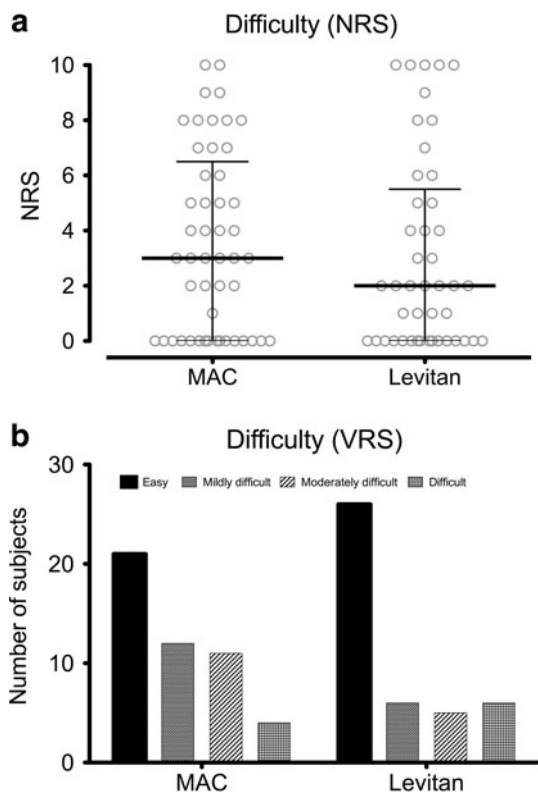 a
Difficulty (NRS)
10
8
6
4
2
0
NRS
MAC Levitan
b
Difficulty (VRS)
30
20
10
0
Number of subjects
Easy Mildly difficult Moderately difficult Difficult
MAC Levitan